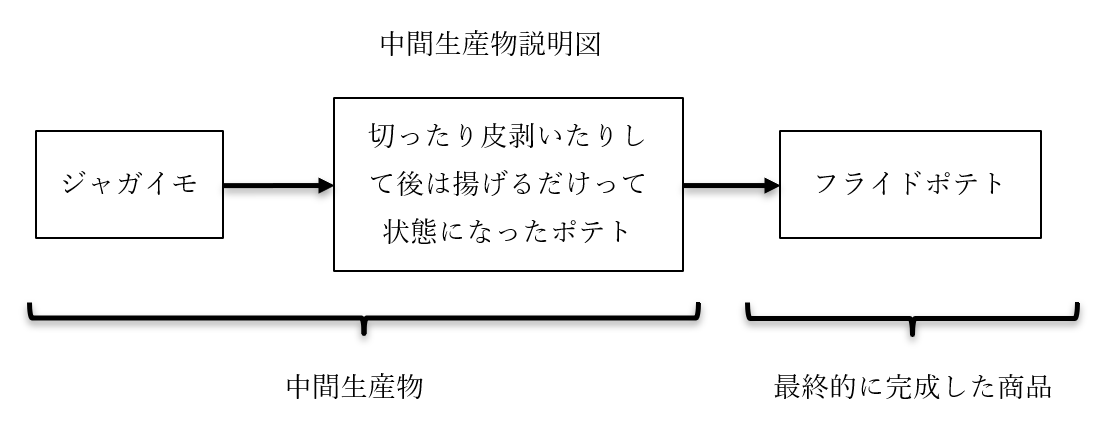 中間生産物説明図
ジャガイモ
切ったり皮剥いたりし
て後は揚げるだけって
状態になったポテト
フライドポテト
中間生産物
最終的に完成した商品